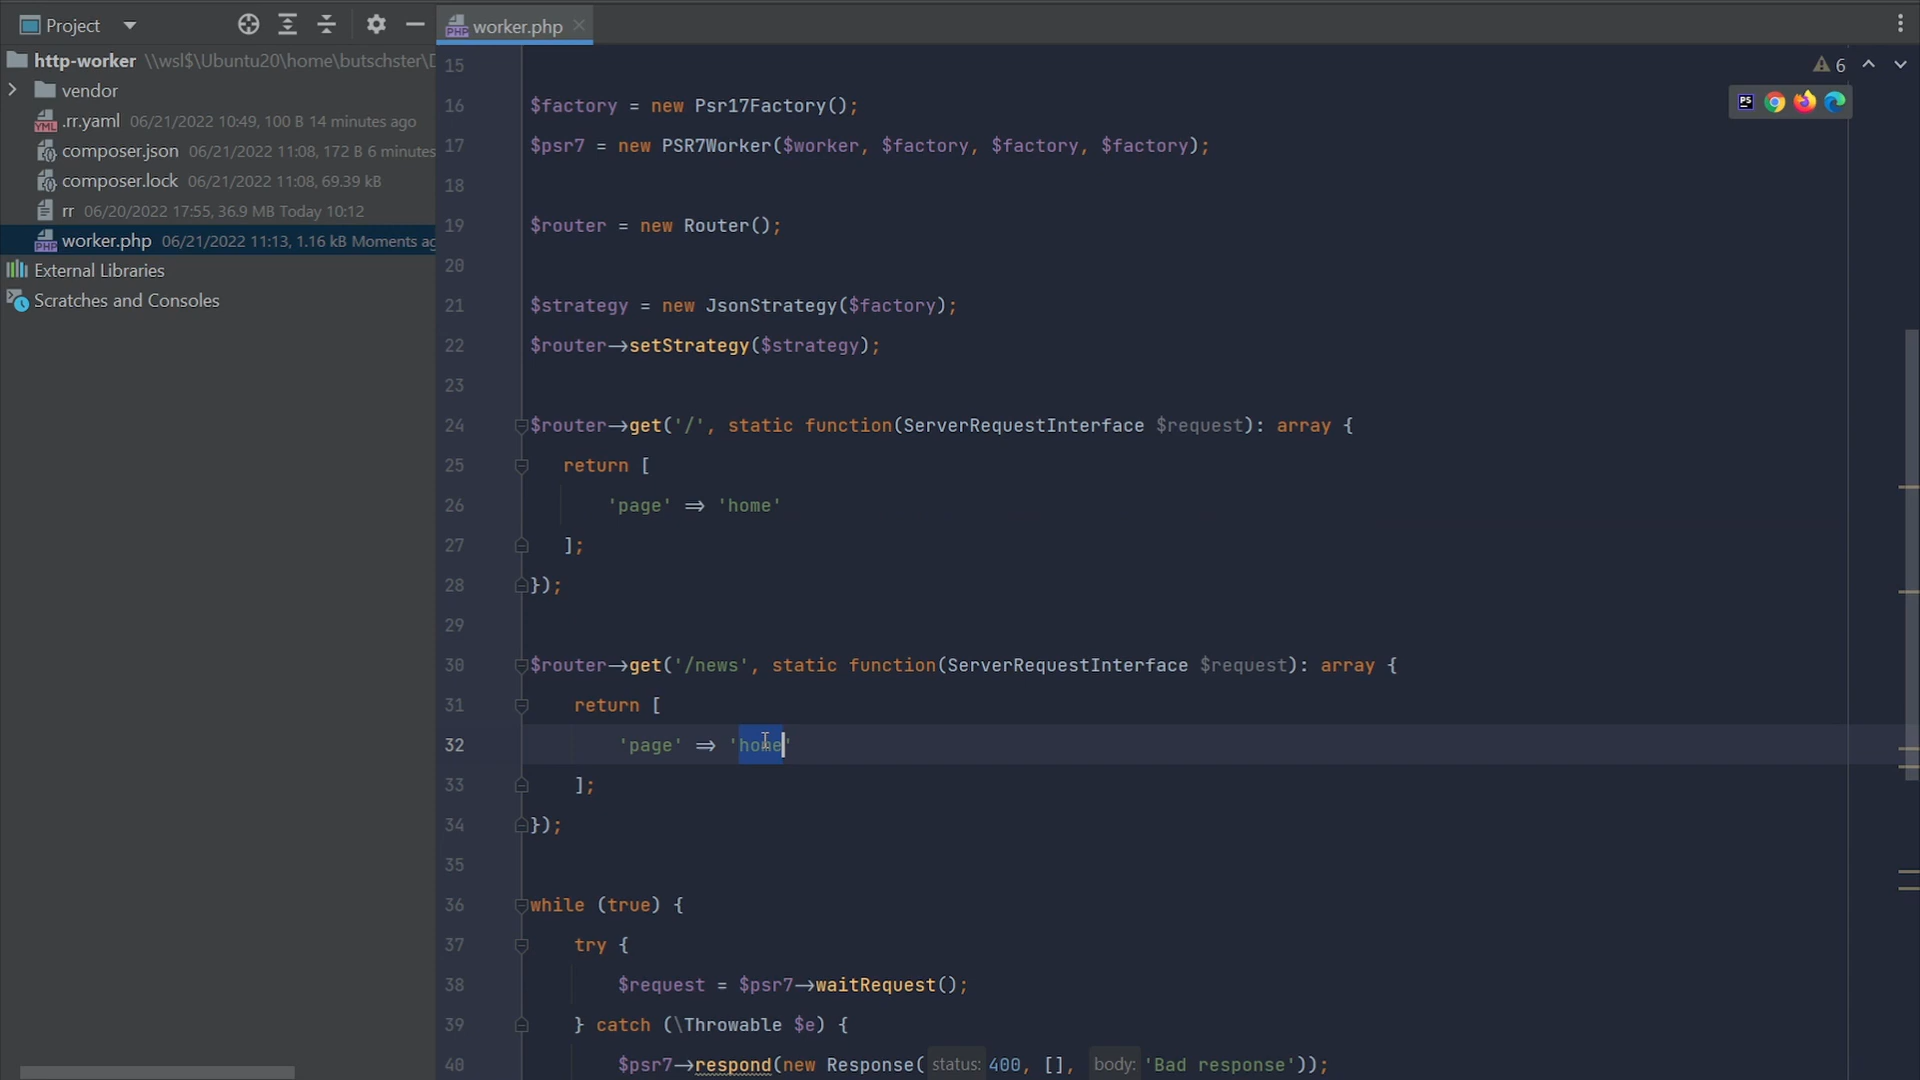 Project
http-worker \\wsl$\Ubuntu20\home\butschster\D
vendor
.rr.yaml 06/21/2022 10:49, 100 B 14 minutes ago
composer.json 06/21/2022 11:08, 172 B 6 minutes
composer.lock 06/21/2022 11:08, 69.39 kB
rr 06/20/2022 17:55, 36.9 MB Today 10:12
worker.php 06/21/2022 11:13, 1.16 kB Moments ag
External Libraries
Scratches and Consoles
worker.php
6
15
16 $factory = new Psr17Factory();
17 $psr7 = new PSR7Worker($worker, $factory, $factory, $factory);
18
19 $router = new Router();
20
21 $strategy = new JsonStrategy($factory);
22 $router->setStrategy($strategy);
23
24 $router->get('/', static function(ServerRequestInterface $request): array {
25 return [
26 'page' => 'home'
27 ];
28 });
29
30 $router->get('/news', static function(ServerRequestInterface $request): array {
31 return [
32 'page' => 'home'
33 ];
34 });
35
36 while (true) {
37 try {
38 $request = $psr7->waitRequest();
39 } catch (\Throwable $e) {
40 $psr7->respond(new Response( status: 400, [], body: 'Bad response'));